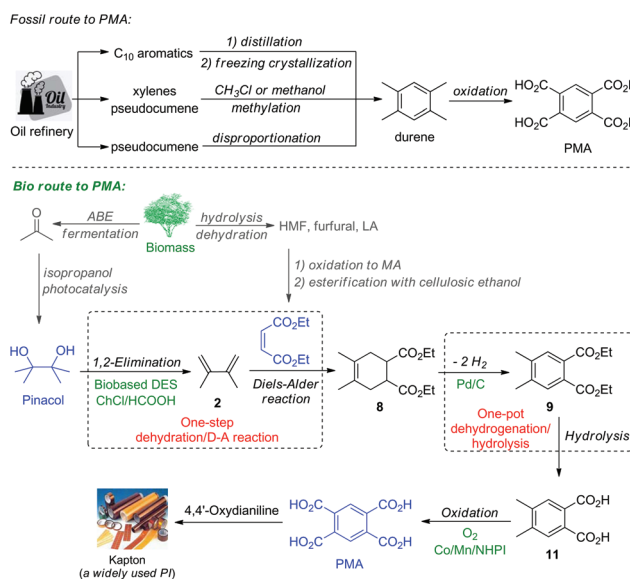 Fossil route to PMA:
C10 aromatics
1) distillation
2) freezing crystallization
Oil
Industry
Oil refinery
xylenes
pseudocumene
CH3Cl or methanol
methylation
pseudocumene
disproportionation
durene
oxidation
HO2C
CO2H
HO2C
CO2H
PMA
Bio route to PMA:
O
ABE
fermentation
Biomass
hydrolysis
dehydration
HMF, furfural, LA
isopropanol
photocatalysis
1) oxidation to MA
2) esterification with cellulosic ethanol
HO OH
Pinacol
1,2-Elimination
Biobased DES
ChCl/HCOOH
2
CO2Et
CO2Et
Diels-Alder
reaction
One-step
dehydration/D-A reaction
CO2Et
CO2Et
8
- 2 H2
Pd/C
One-pot
dehydrogenation/
hydrolysis
CO2Et
CO2Et
9
Hydrolysis
CO2H
CO2H
11
Oxidation
O2
Co/Mn/NHPI
HO2C
CO2H
HO2C
CO2H
PMA
4,4'-Oxydianiline
Kapton
(a widely used PI)